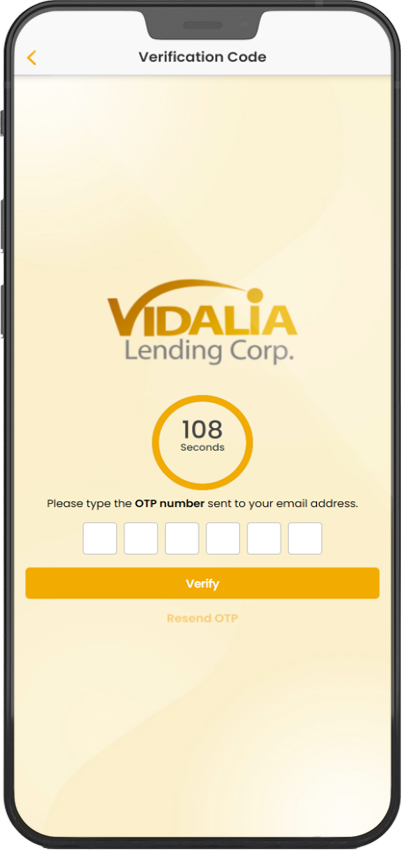 Verification Code
VIDALIA
Lending Corp.
108
Seconds
Please type the OTP number sent to your email address.
Verify
Resend OTP